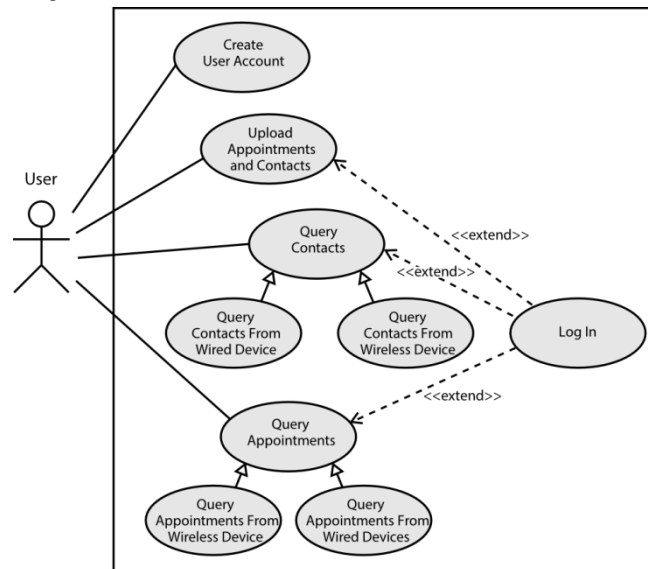 Create
User Account
Upload
Appointments
and Contacts
User
<<extend>>
Query
Contacts
<<extend>>
Query
Contacts From
Wired Device
Query
Contacts From
Wireless Device
Log In
<<extend>>
Query
Appointments
Query
Appointments From
Wireless Device
Query
Appointments From
Wired Devices